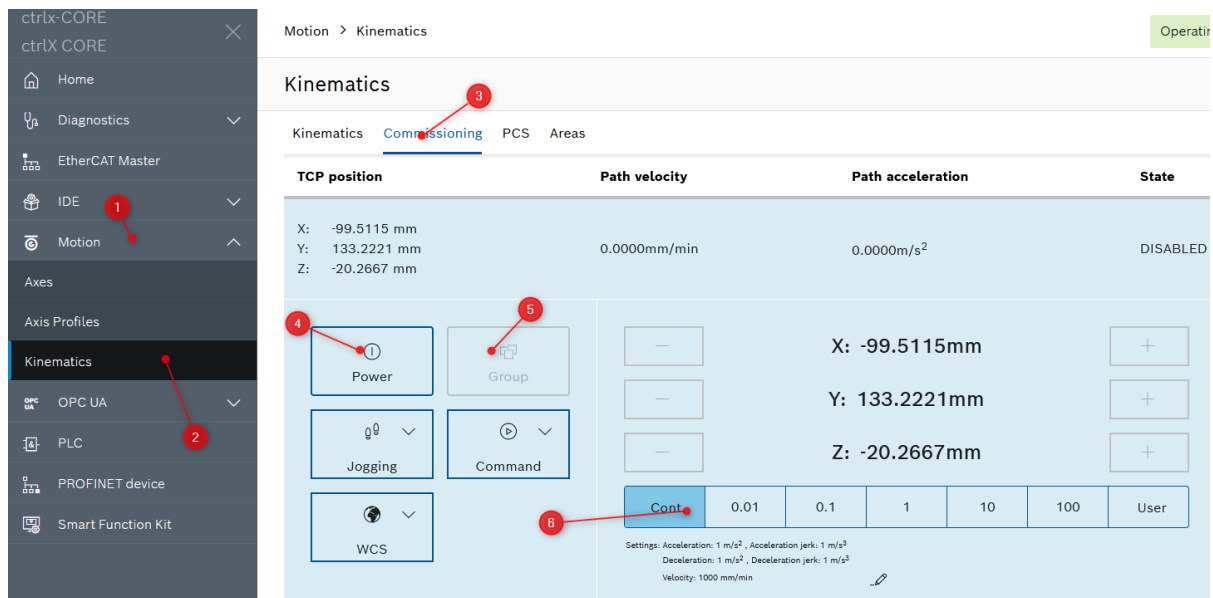 ctrlx-CORE
ctrlX CORE
Home
Diagnostics
EtherCAT Master
IDE
1
Motion
Axes
Axis Profiles
Kinematics
2
OPC UA
OPC UA
PLC
PROFINET device
Smart Function Kit
Motion > Kinematics
Operatin
Kinematics
3
Kinematics Commissioning PCS Areas
TCP position Path velocity Path acceleration State
X: -99.5115 mm
Y: 133.2221 mm 0.0000mm/min 0.0000m/s² DISABLED
Z: -20.2667 mm
4 5
Power Group
Jogging Command
WCS
X: -99.5115mm
Y: 133.2221mm
Z: -20.2667mm
6
Cont 0.01 0.1 1 10 100 User
Settings: Acceleration: 1 m/s² , Acceleration jerk: 1 m/s³
Deceleration: 1 m/s² , Deceleration jerk: 1 m/s³
Velocity: 1000 mm/min